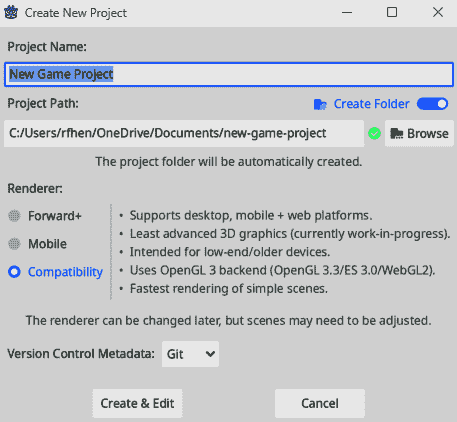 Create New Project
Project Name:
New Game Project
Project Path:
Create Folder
C:/Users/rfhen/OneDrive/Documents/new-game-project
Browse
The project folder will be automatically created.
Renderer:
Forward+
Mobile
Compatibility
• Supports desktop, mobile + web platforms.
• Least advanced 3D graphics (currently work-in-progress).
• Intended for low-end/older devices.
• Uses OpenGL 3 backend (OpenGL 3.3/ES 3.0/WebGL2).
• Fastest rendering of simple scenes.
The renderer can be changed later, but scenes may need to be adjusted.
Version Control Metadata: Git
Create & Edit
Cancel